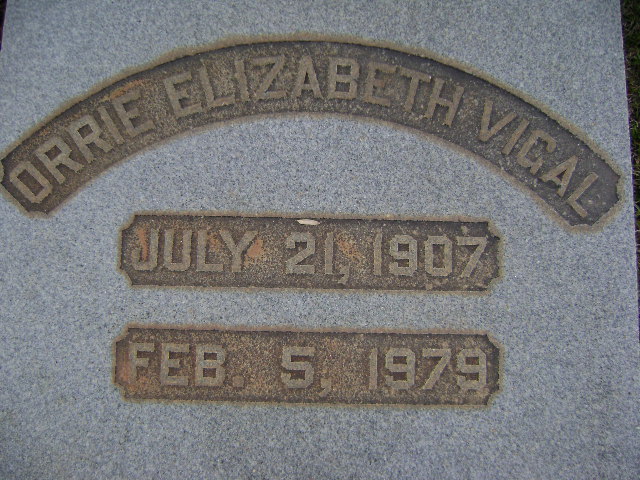 ORRIE ELIZABETH VIGAL
JULY 21, 1907
FEB. 5, 1979